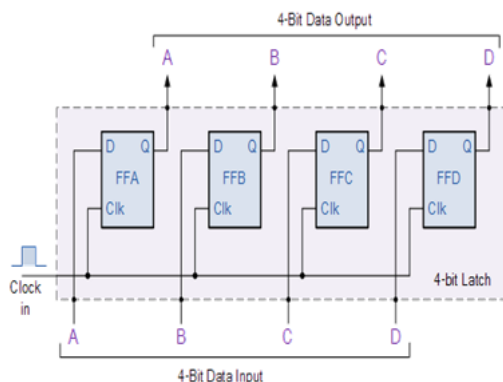 4-Bit Data Output
A B C D
D Q D Q D Q D Q
FFA FFB FFC FFD
Clk Clk Clk Clk
Clock
in
4-bit Latch
A B C D
4-Bit Data Input